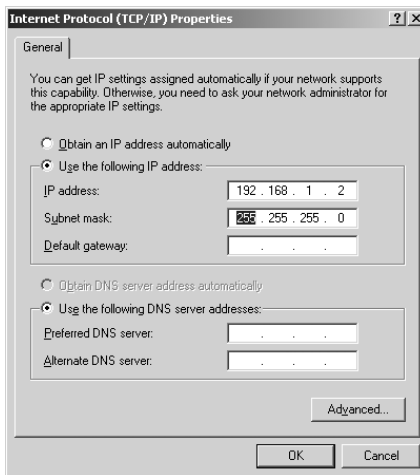 Internet Protocol (TCP/IP) Properties
General
You can get IP settings assigned automatically if your network supports
this capability. Otherwise, you need to ask your network administrator for
the appropriate IP settings.
Obtain an IP address automatically
Use the following IP address:
IP address: 192 . 168 . 1 . 2
Subnet mask: 255 . 255 . 255 . 0
Default gateway: . . .
Obtain DNS server address automatically
Use the following DNS server addresses:
Preferred DNS server: . . .
Alternate DNS server: . . .
Advanced...
OK Cancel